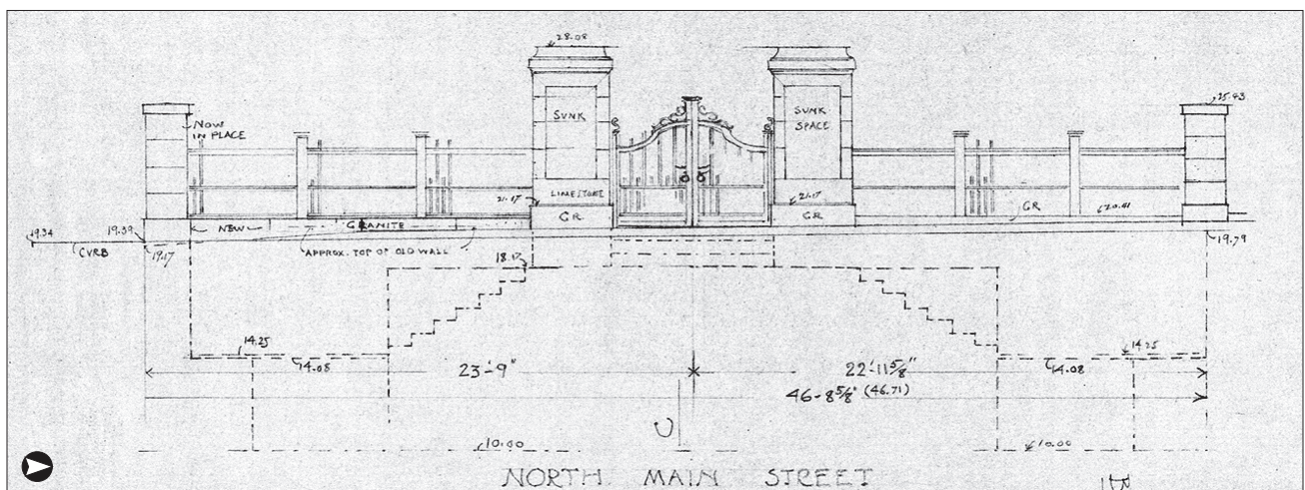 28.08
25.43
NOW
IN PLACE
SUNK
SUNK
SPACE
21.17
LIMESTONE
21.17
GR
GR
GR
20.41
NEW
GRANITE
19.34
19.39
CURB
19.17
APPROX. TOP OF OLD WALL
18.17
19.79
14.25
14.08
14.25
14.08
23'-9"
22'-11 5/8"
46-8 5/8" (46.71)
10.00
10.00
NORTH MAIN STREET